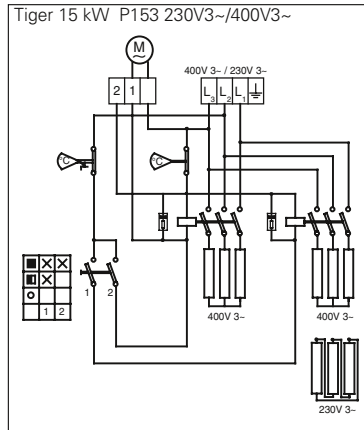 Tiger 15 kW P153 230V3~/400V3~
M
~
400V 3~ / 230V 3~
2 1 L3 L2 L1
°C °C
1 2
1 2
400V 3~ 400V 3~
230V 3~